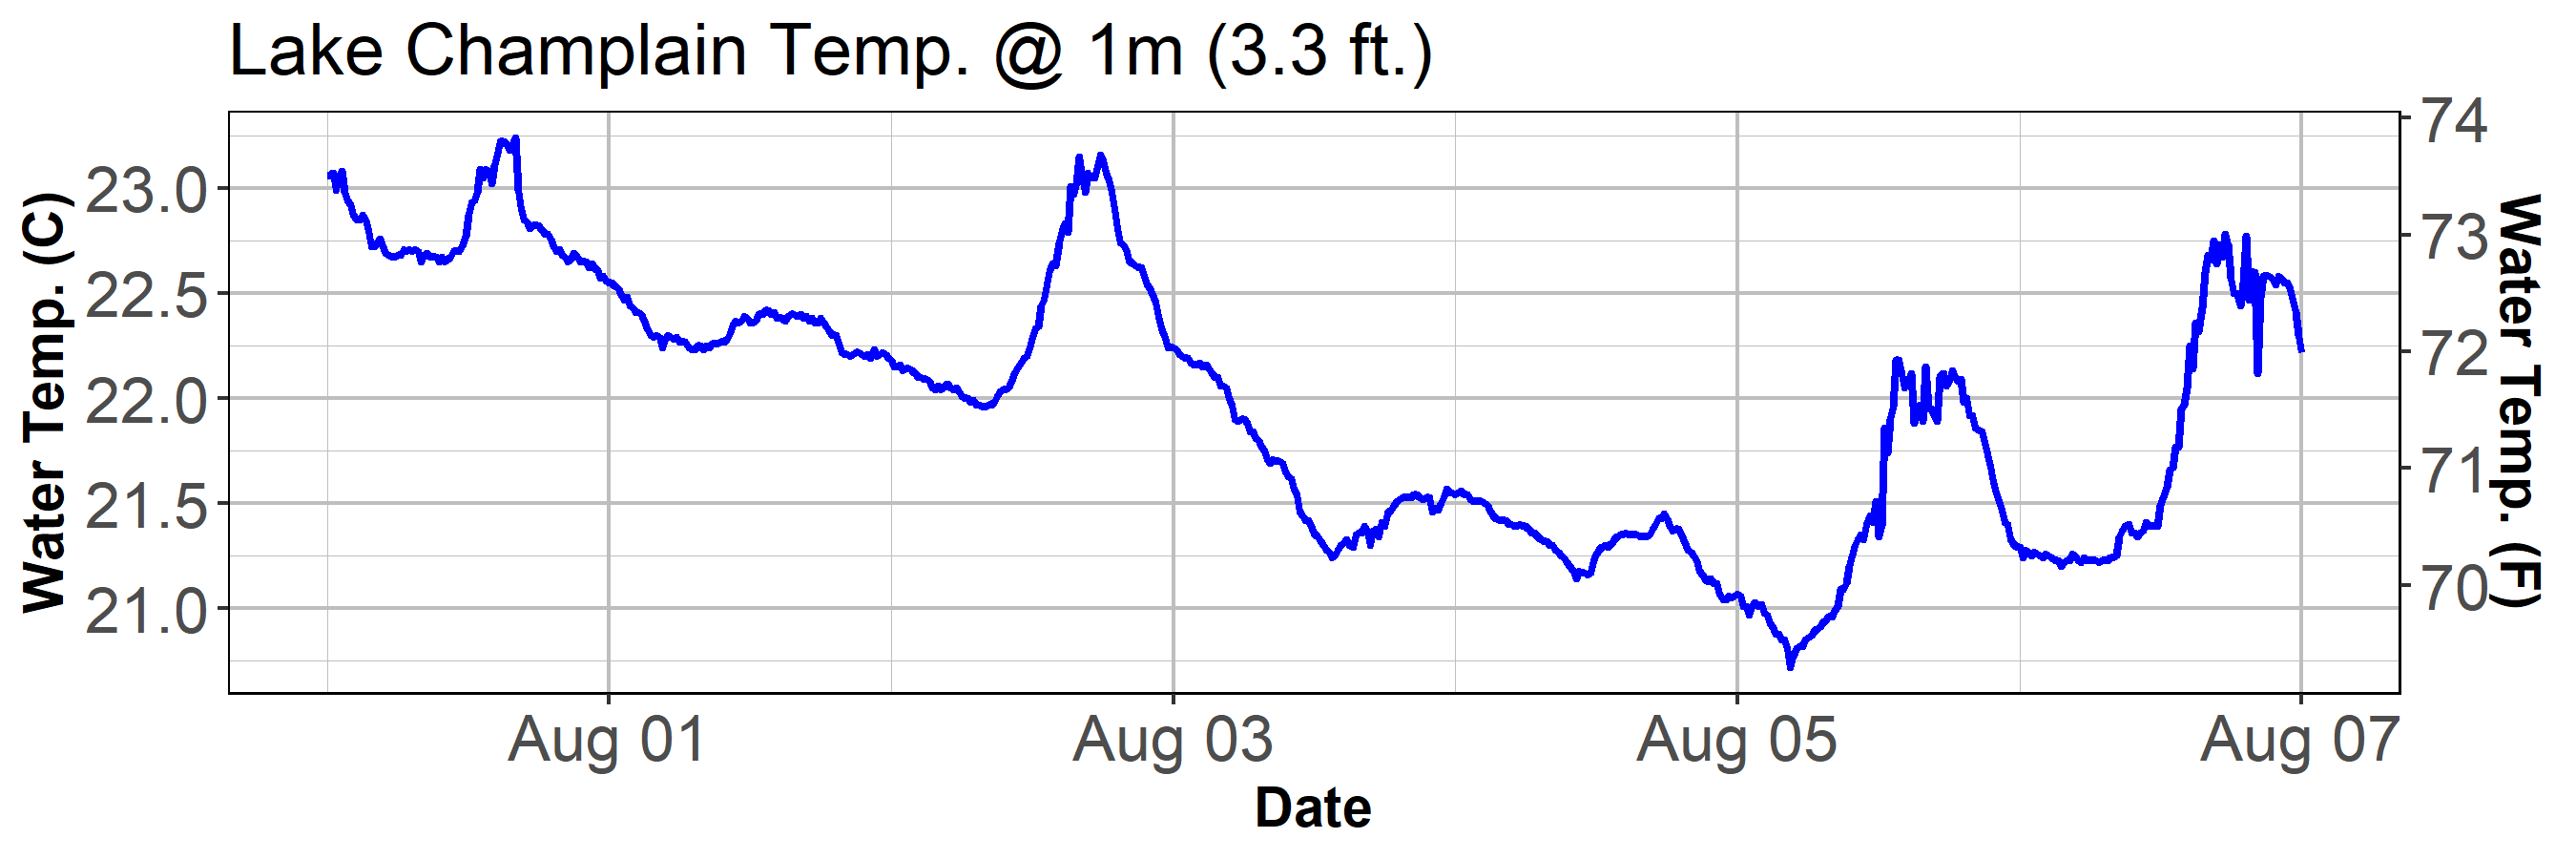 Lake Champlain Temp. @ 1m (3.3 ft.)
Water Temp. (C)
23.0
22.5
22.0
21.5
21.0
74
73
72
71
70
Water Temp. (F)
Aug 01 Aug 03 Aug 05 Aug 07
Date